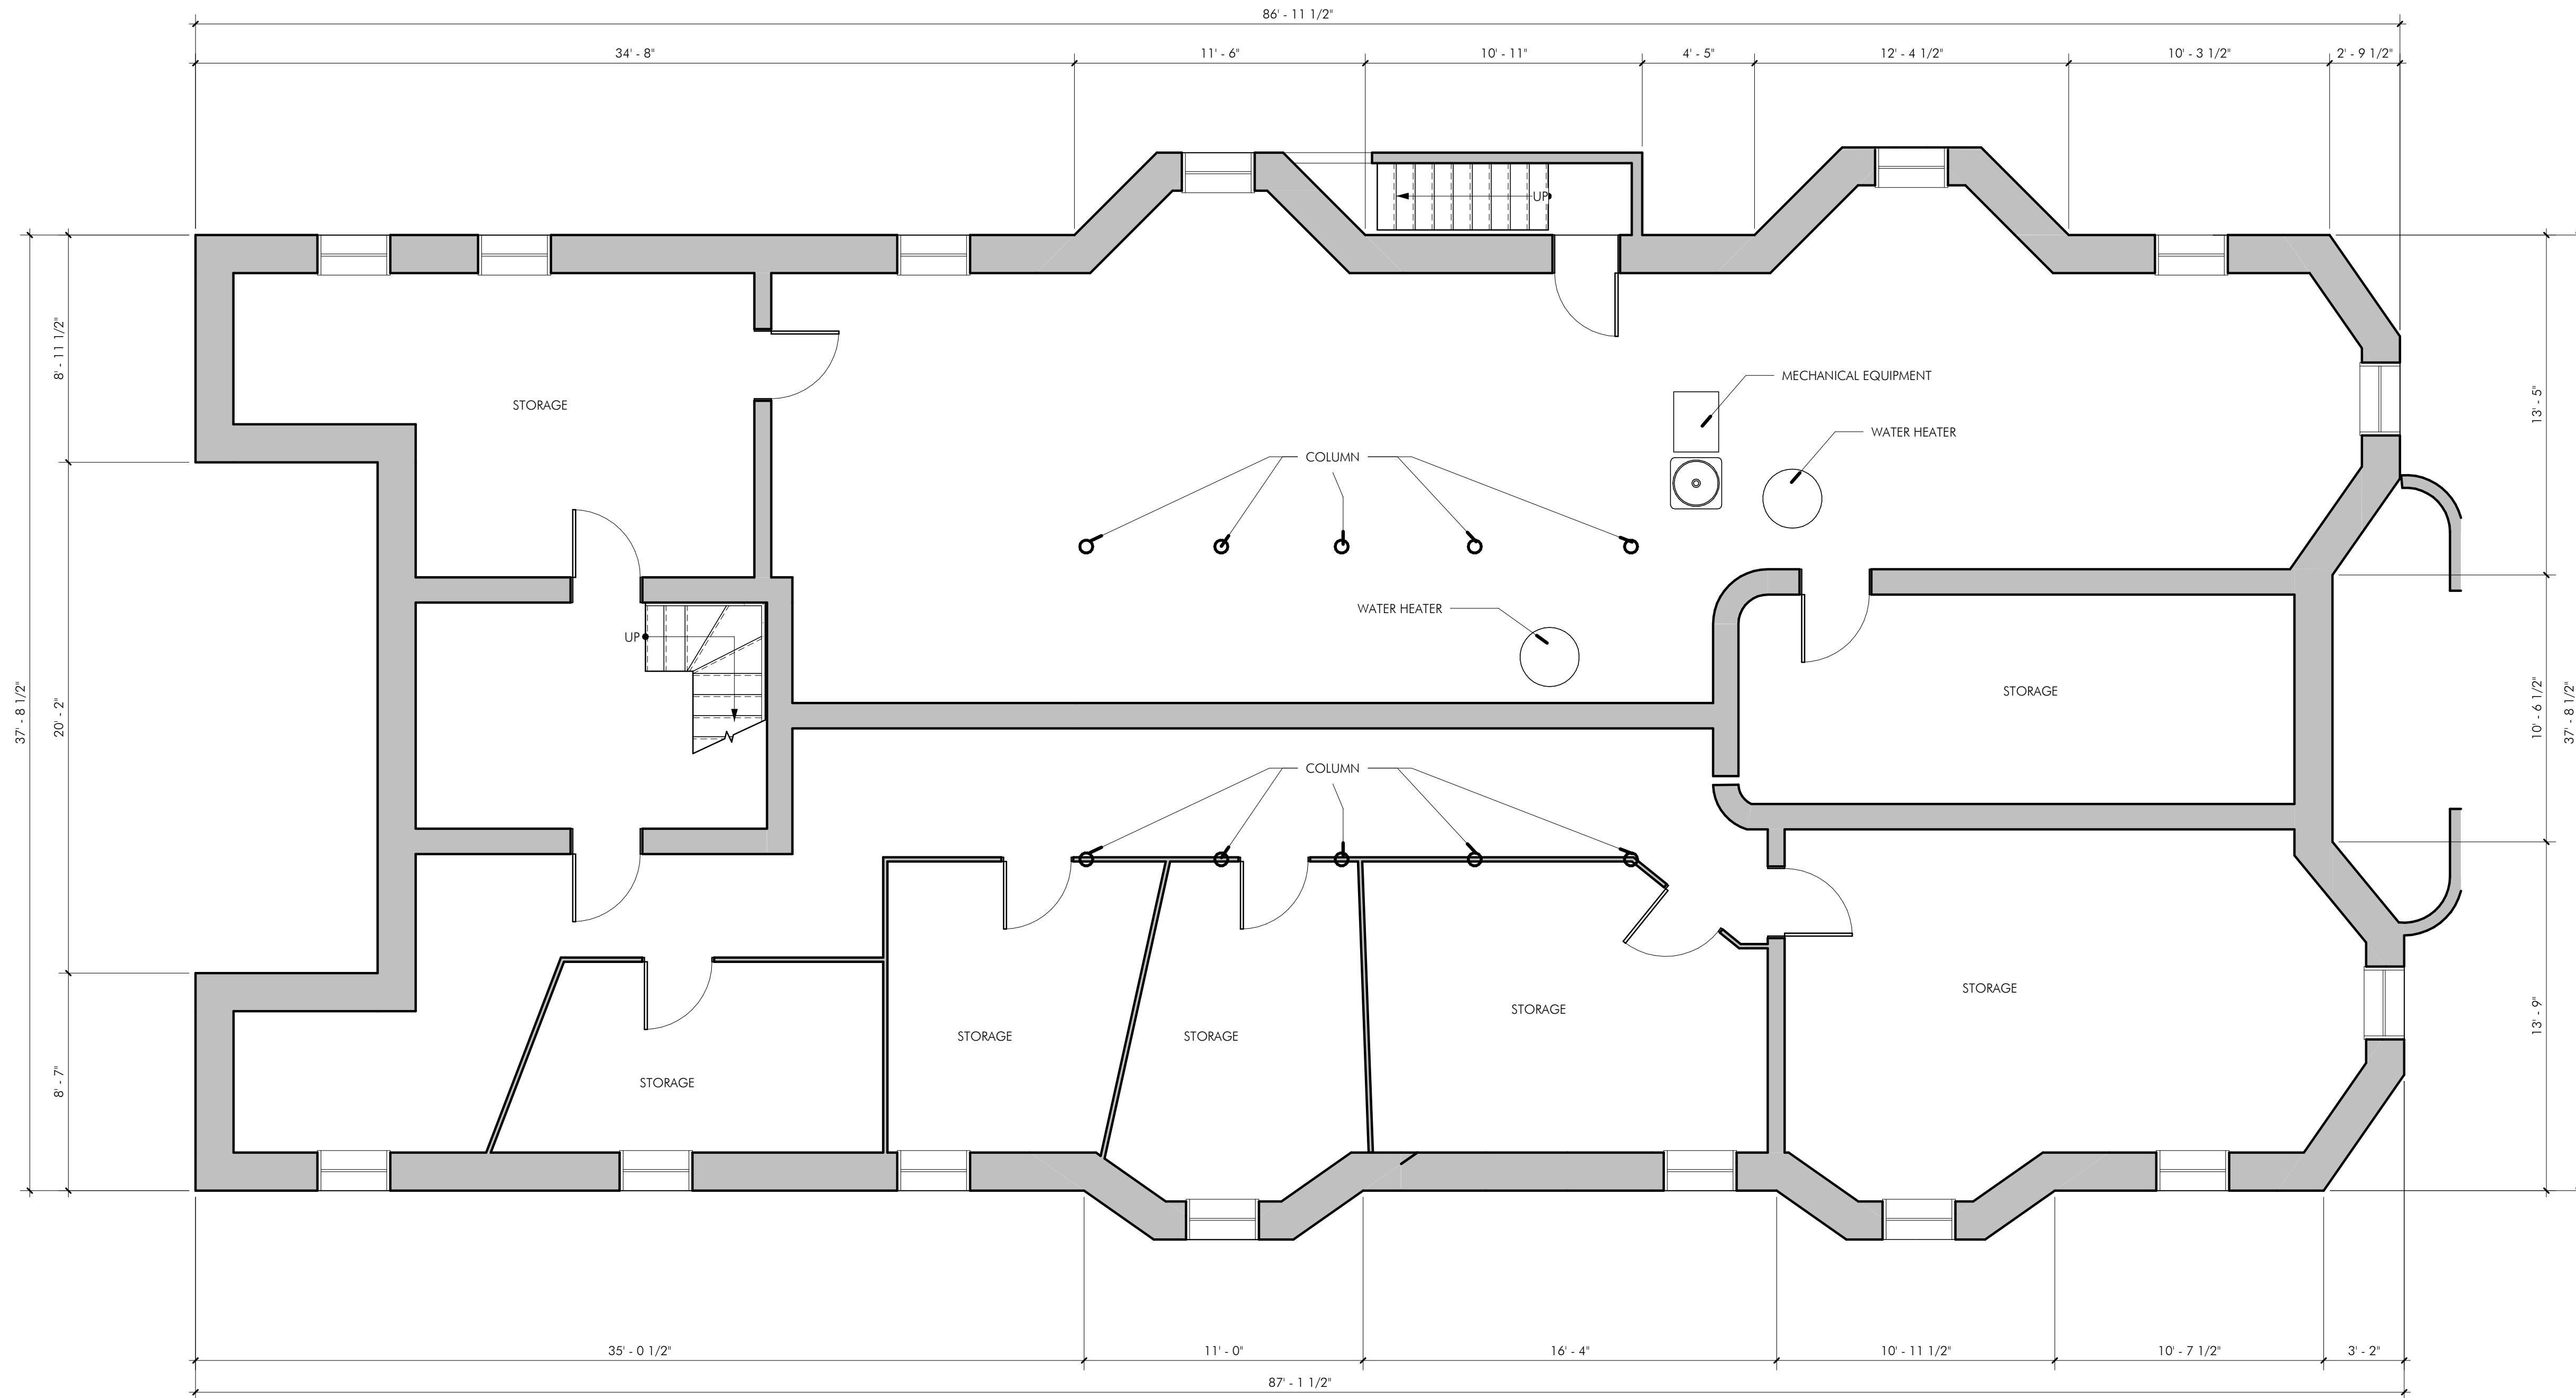 86' - 11 1/2"
34' - 8"
11' - 6"
10' - 11"
4' - 5"
12' - 4 1/2"
10' - 3 1/2"
2' - 9 1/2"
UP
8' - 11 1/2"
13' - 5"
MECHANICAL EQUIPMENT
STORAGE
WATER HEATER
COLUMN
WATER HEATER
UP
STORAGE
37' - 8 1/2"
20' - 2"
10' - 6 1/2"
37' - 8 1/2"
COLUMN
STORAGE
STORAGE
STORAGE
STORAGE
STORAGE
8' - 7"
13' - 9"
35' - 0 1/2"
11' - 0"
16' - 4"
10' - 11 1/2"
10' - 7 1/2"
3' - 2"
87' - 1 1/2"